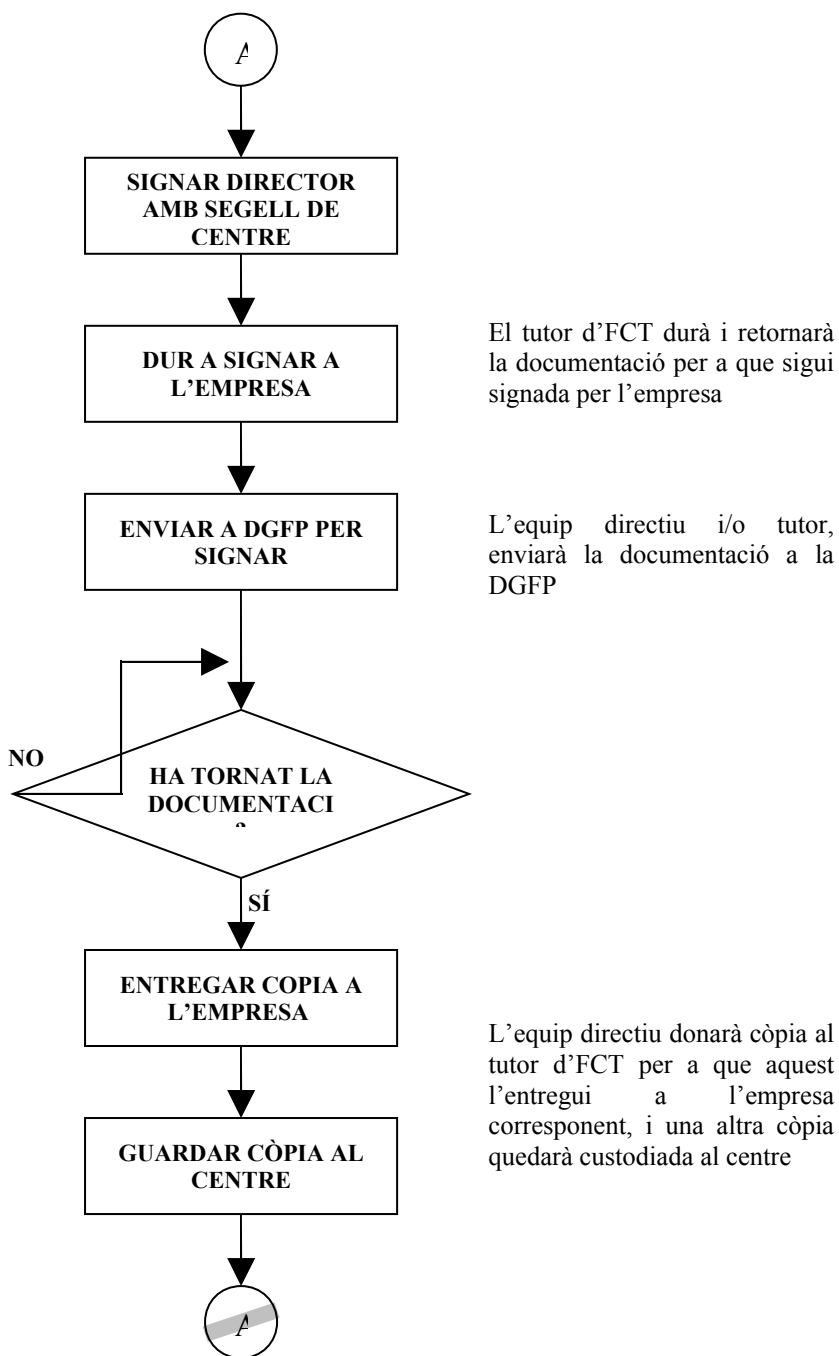 A
SIGNAR DIRECTOR
AMB SEGELL DE
CENTRE
DUR A SIGNAR A
L’EMPRESA
El tutor d’FCT durà i retornarà
la documentació per a que sigui
signada per l’empresa
ENVIAR A DGFP PER
SIGNAR
L’equip directiu i/o tutor,
enviarà la documentació a la
DGFP
NO
HA TORNAT LA
DOCUMENTACI
SÍ
ENTREGAR COPIA A
L’EMPRESA
L’equip directiu donarà còpia al
tutor d’FCT per a que aquest
l’entregui a l’empresa
corresponent, i una altra còpia
quedarà custodiada al centre
GUARDAR CÒPIA AL
CENTRE
A